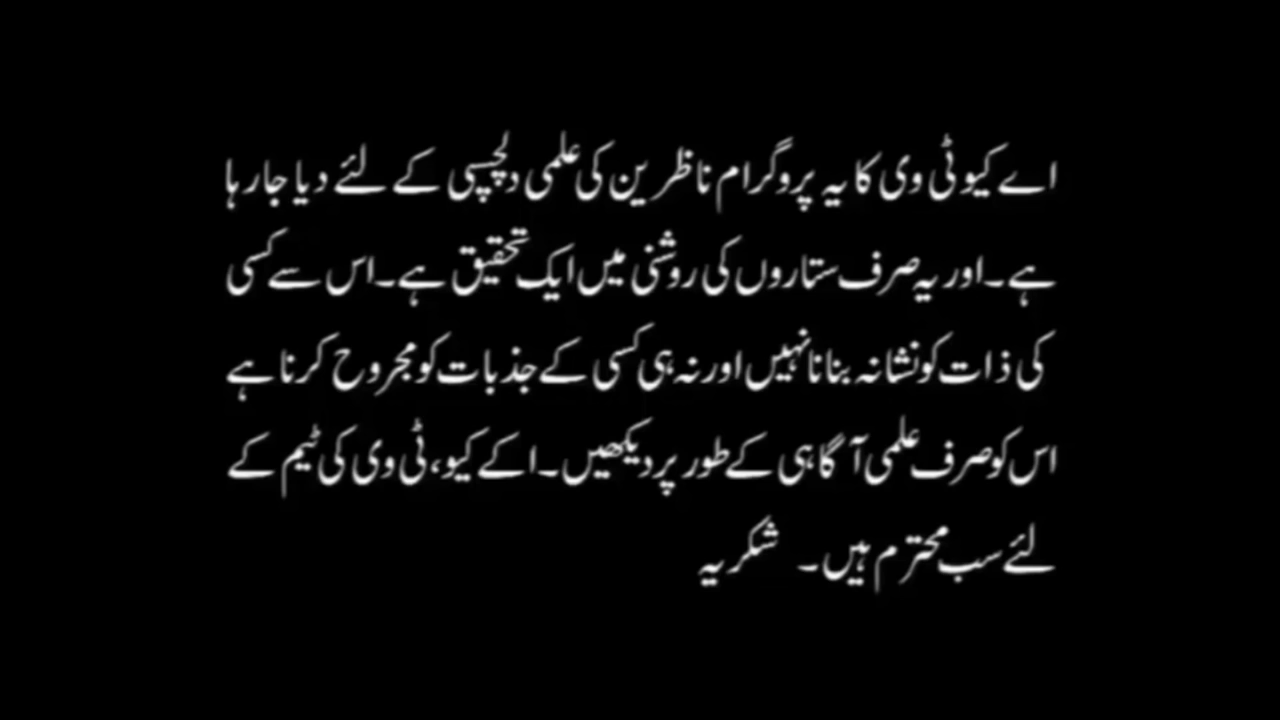 اے کیو ٹی وی کا یہ پروگرام ناظرین کی علمی دلچسپی کے لئے دیا جارہا
ہے۔اور یہ صرف ستاروں کی روشنی میں ایک تحقیق ہے۔اس سے کسی
کی ذات کو نشانہ بنانا نہیں اور نہ ہی کسی کے جذبات کو مجروح کرنا ہے
اس کو صرف علمی آگاہی کے طور پر دیکھیں۔اکے کیو،ٹی وی کی ٹیم کے
لئے سب محترم ہیں۔ شکریہ